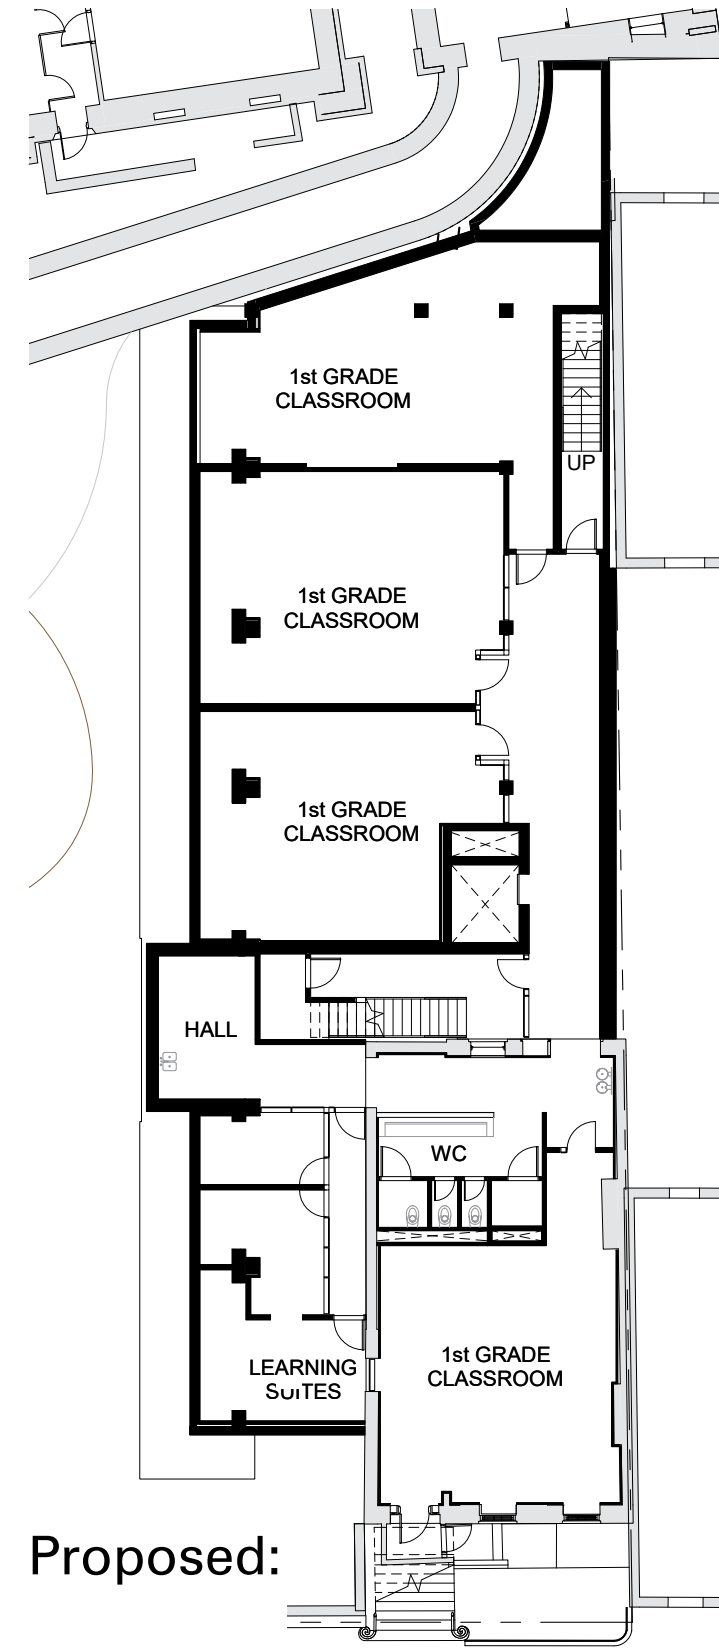 1st GRADE
CLASSROOM
UP
1st GRADE
CLASSROOM
1st GRADE
CLASSROOM
HALL
WC
1st GRADE
CLASSROOM
LEARNING
SUITES
Proposed: